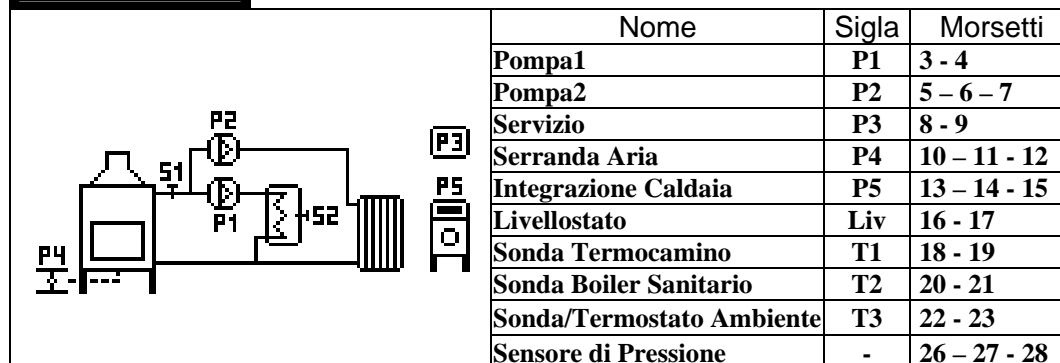 Nome Sigla Morsetti
Pompa1 P1 3 - 4
Pompa2 P2 5 – 6 – 7
Servizio P3 8 - 9
Serranda Aria P4 10 – 11 - 12
Integrazione Caldaia P5 13 – 14 - 15
Livellostato Liv 16 - 17
Sonda Termocamino T1 18 - 19
Sonda Boiler Sanitario T2 20 - 21
Sonda/Termostato Ambiente T3 22 - 23
Sensore di Pressione - 26 – 27 - 28
P2
P3
S1
P5
P1
S2
P4